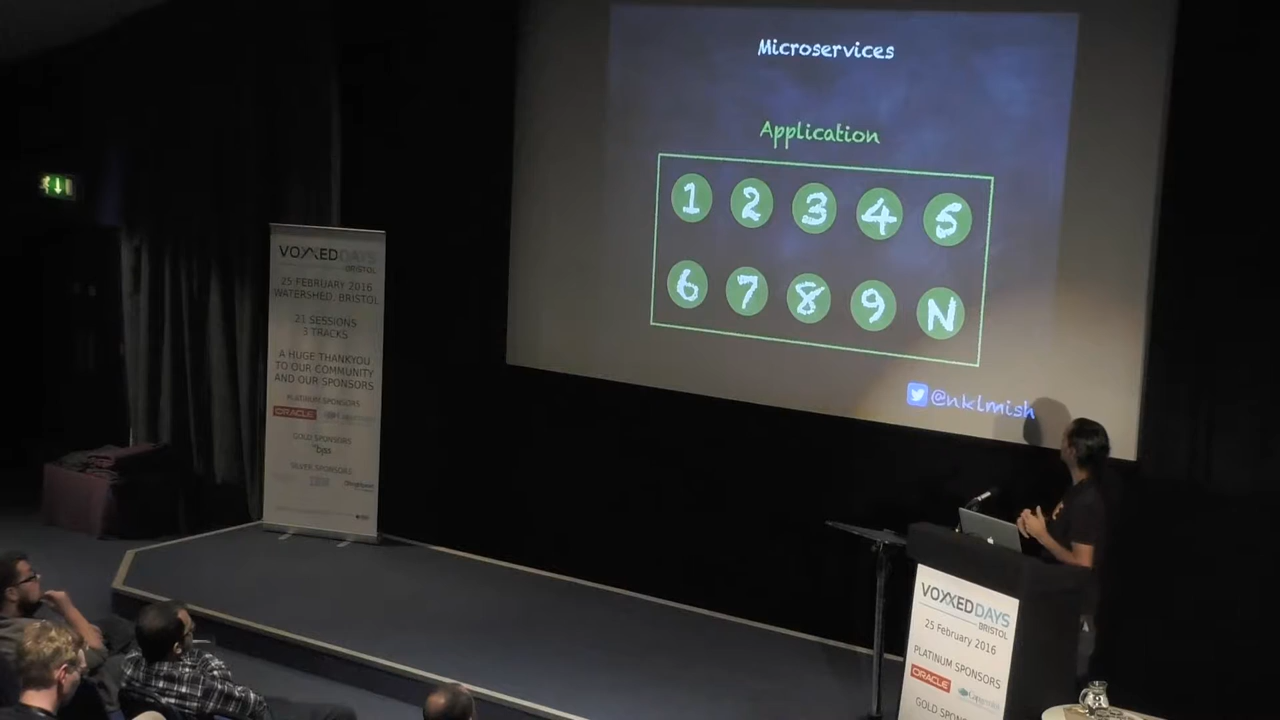 Microservices
Application
1 2 3 4 5
6 7 8 9 N
@nklmish
VOXXED DAYS
BRISTOL
25 FEBRUARY 2016
WATERSHED, BRISTOL
21 SESSIONS
3 TRACKS
A HUGE THANKYOU
TO OUR COMMUNITY
AND OUR SPONSORS
PLATINUM SPONSORS
ORACLE
GOLD SPONSORS
SILVER SPONSORS
IBM
VOXXED DAYS
BRISTOL
25 February 2016
PLATINUM SPONSORS
ORACLE
GOLD